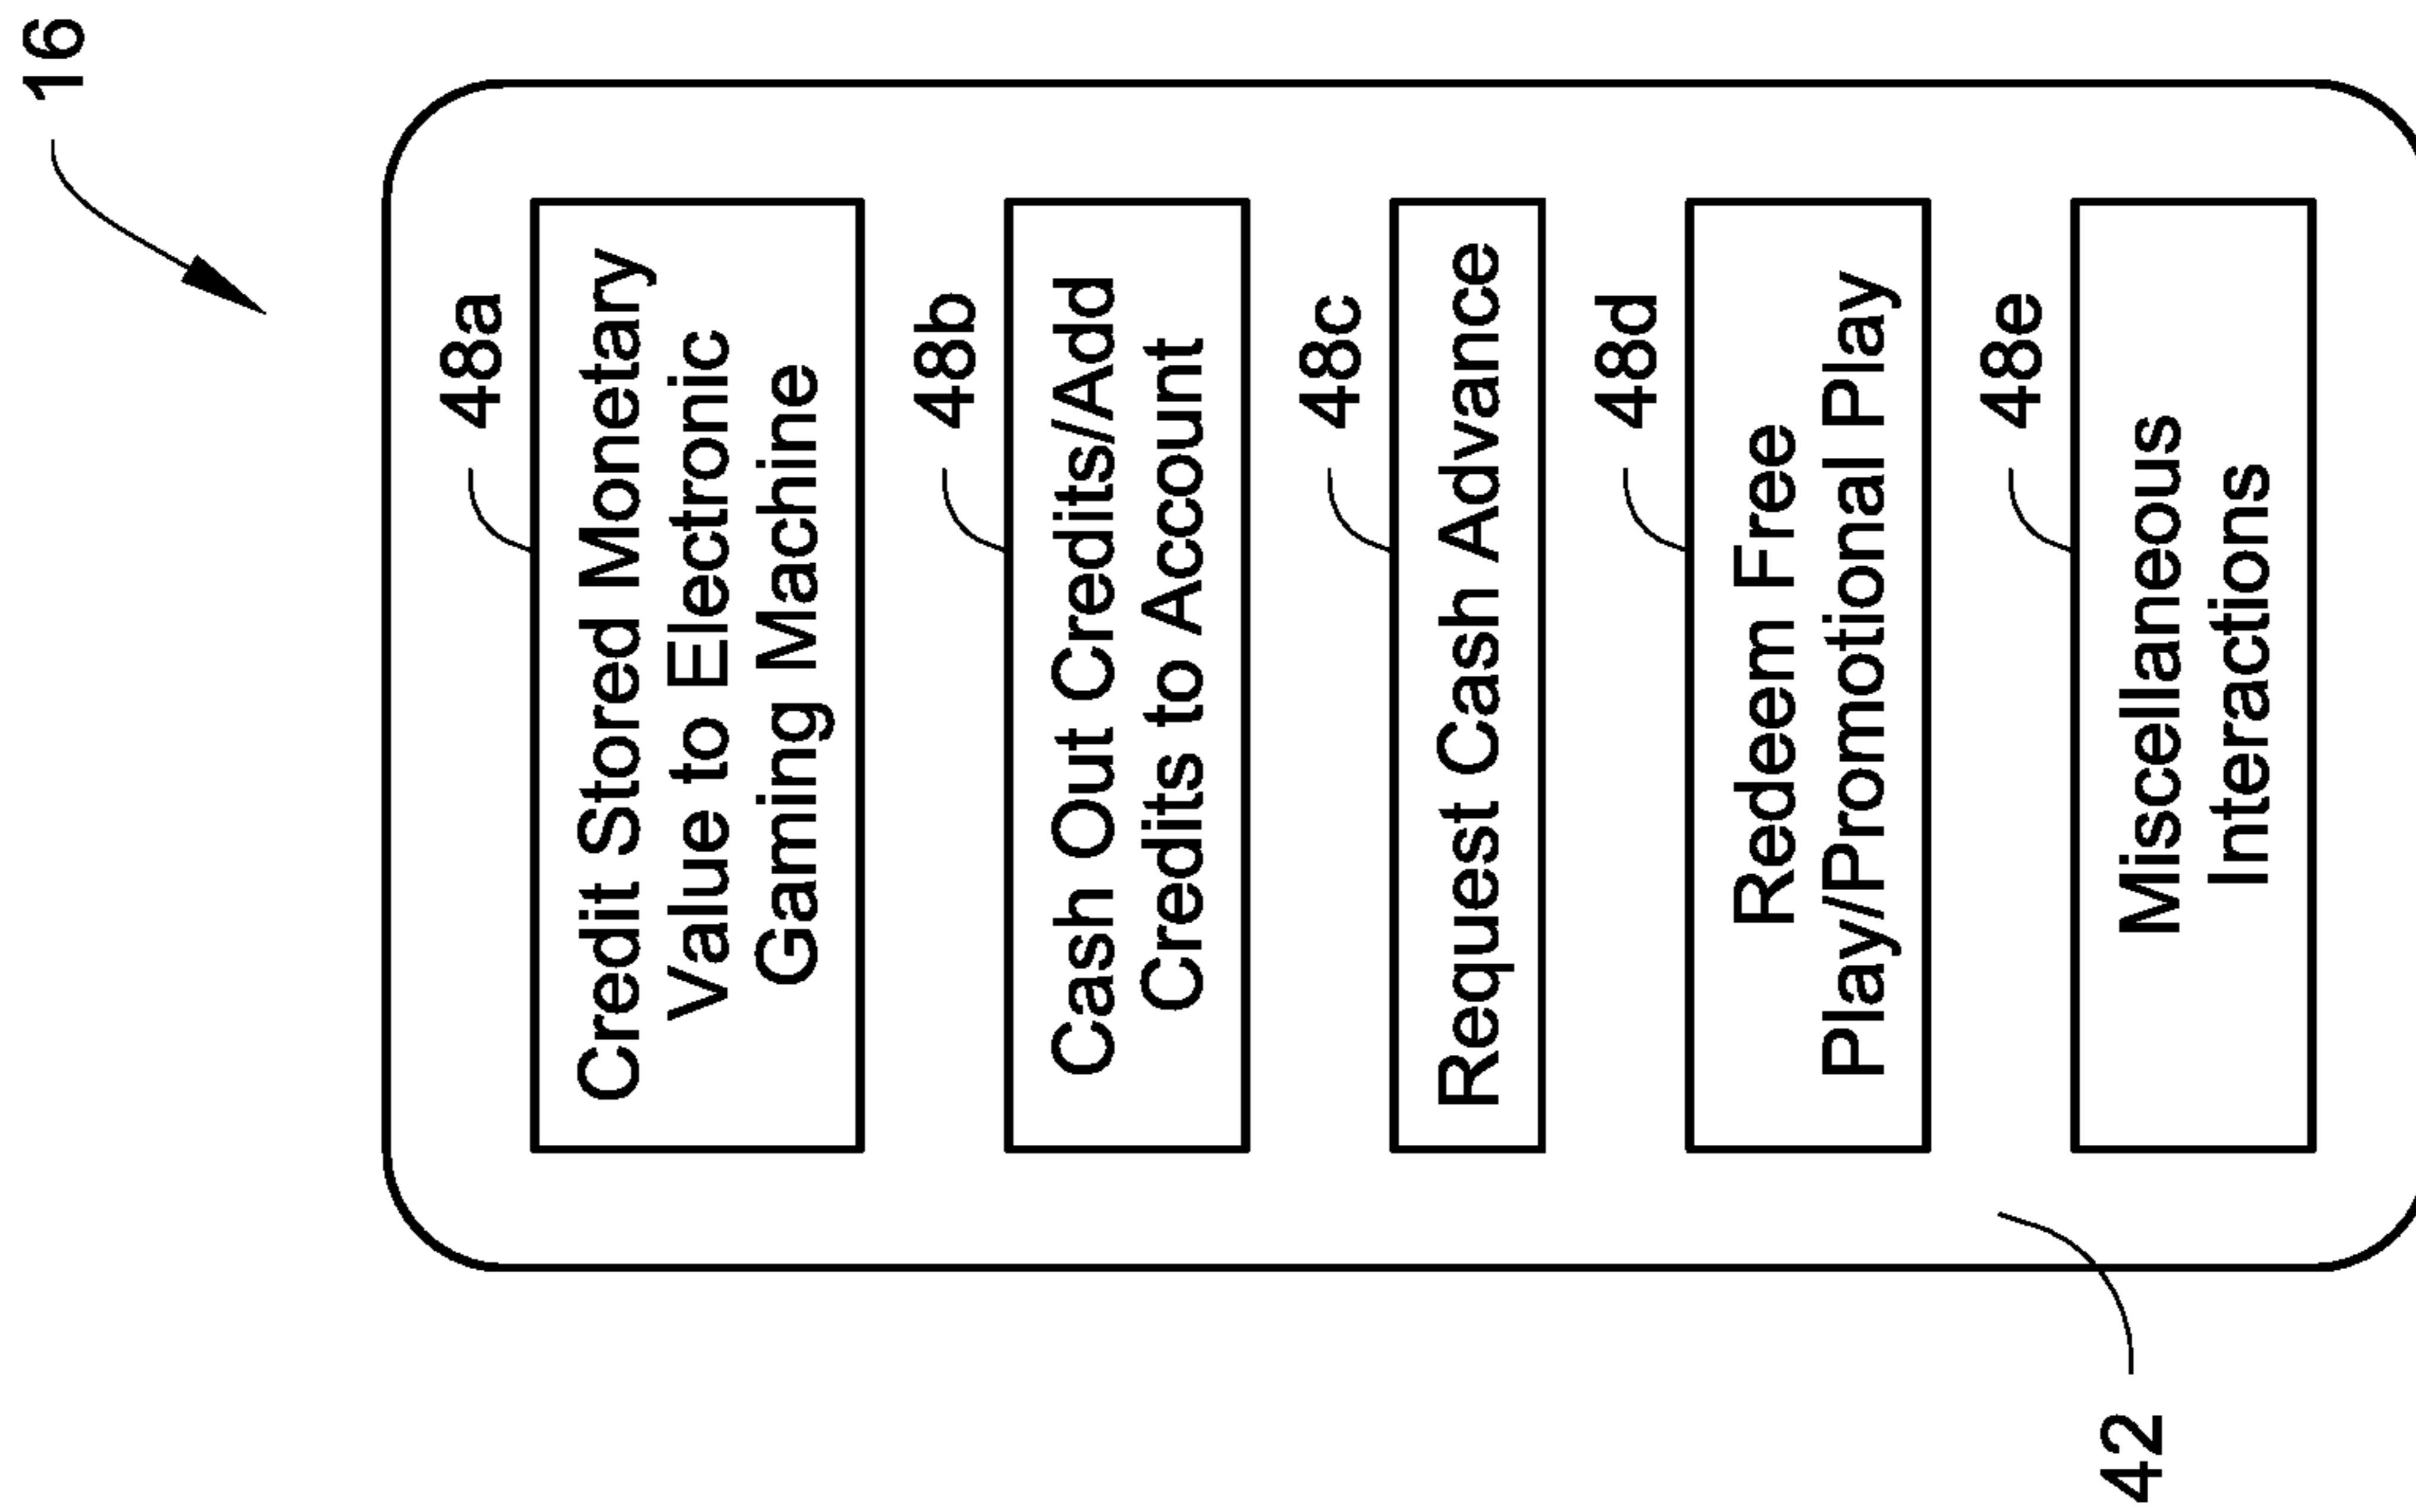 16
48a
Credit Stored Monetary
Value to Electronic
Gaming Machine
48b
Cash Out Credits/Add
Credits to Account
48c
Request Cash Advance
48d
Redeem Free
Play/Promotional Play
48e
Miscellaneous
Interactions
42